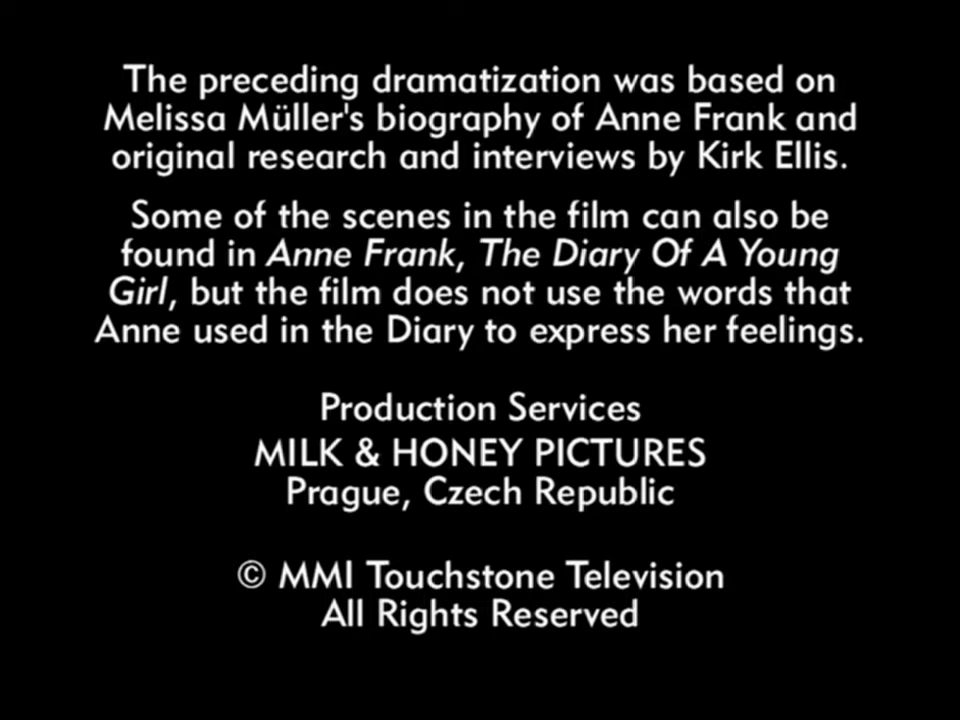 The preceding dramatization was based on
Melissa Müller's biography of Anne Frank and
original research and interviews by Kirk Ellis.
Some of the scenes in the film can also be
found in Anne Frank, The Diary Of A Young
Girl, but the film does not use the words that
Anne used in the Diary to express her feelings.
Production Services
MILK & HONEY PICTURES
Prague, Czech Republic
© MMI Touchstone Television
All Rights Reserved